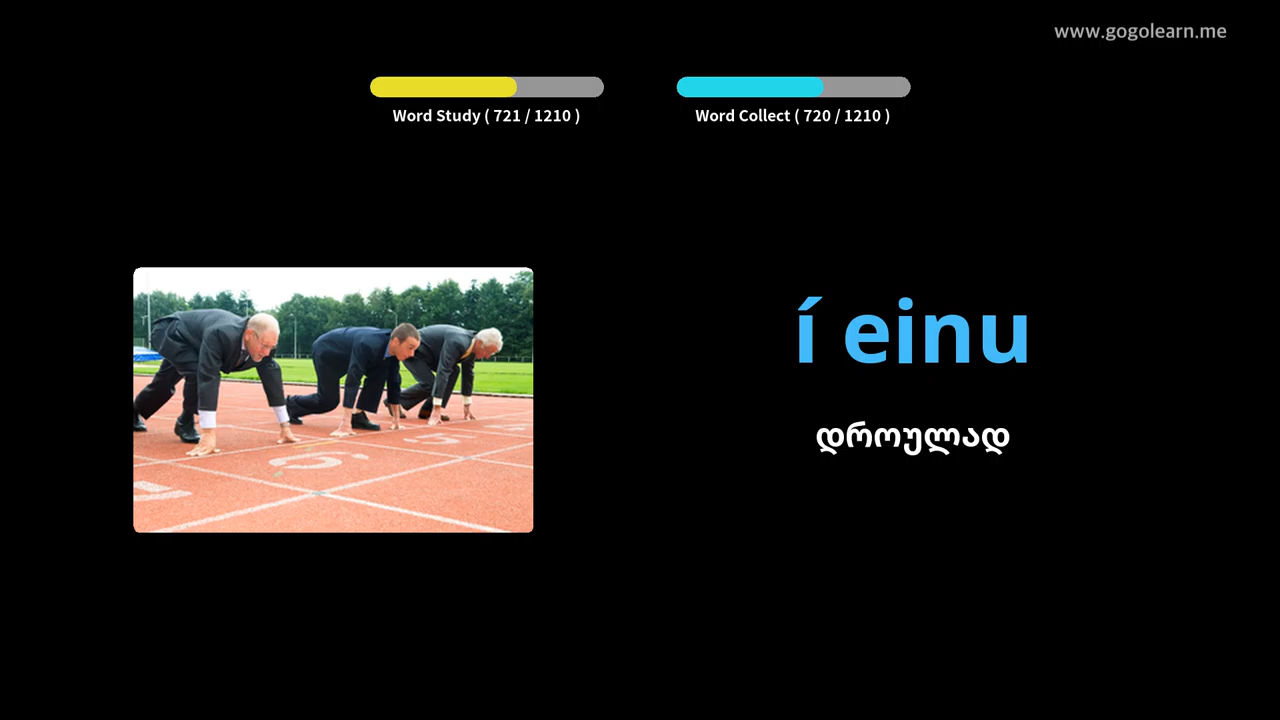 www.gogolearn.me
Word Study ( 721 / 1210 )
Word Collect ( 720 / 1210 )
í einu
დროულად